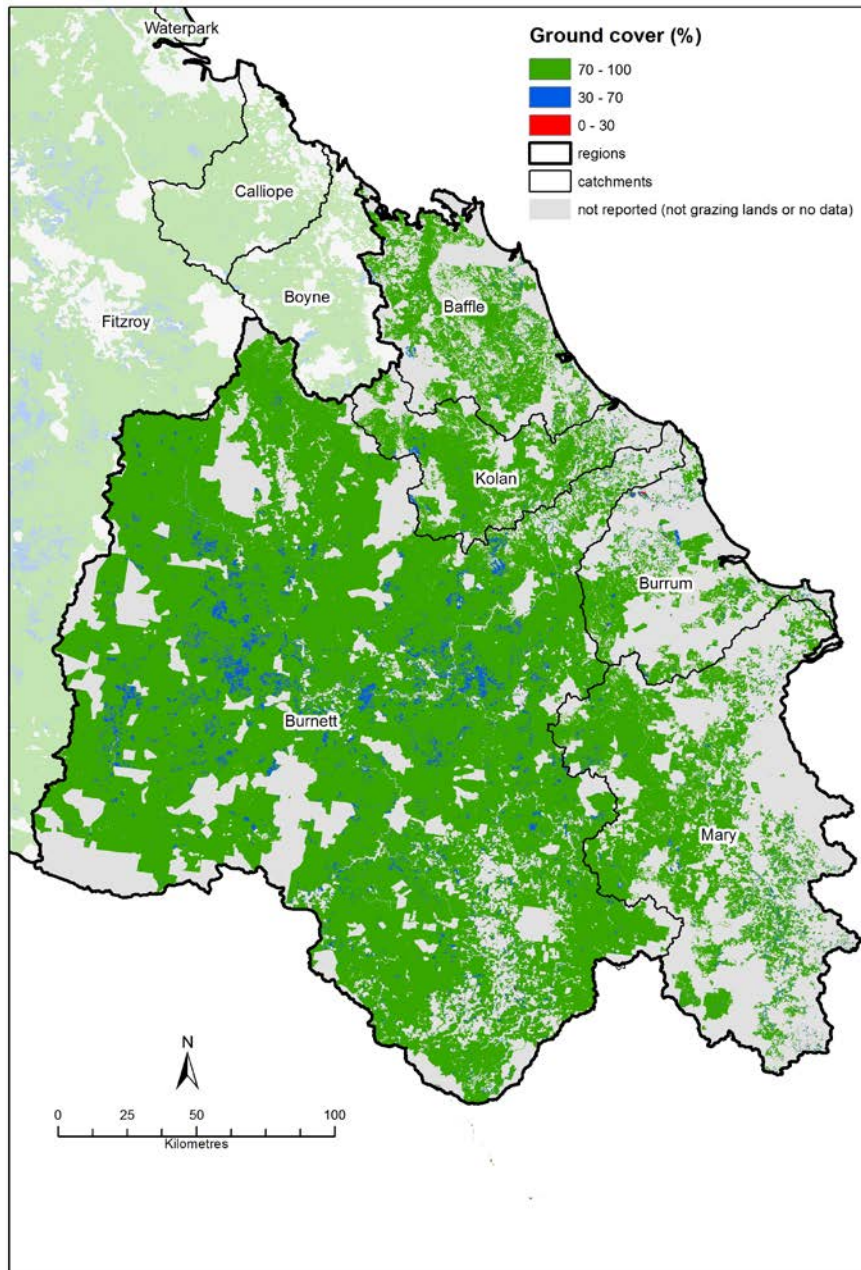 Waterpark
Ground cover (%)
70 - 100
30 - 70
0 - 30
regions
catchments
not reported (not grazing lands or no data)
Calliope
Boyne
Fitzroy
Baffle
Kolan
Burrum
Burnett
Mary
N
0 25 50 100
Kilometres